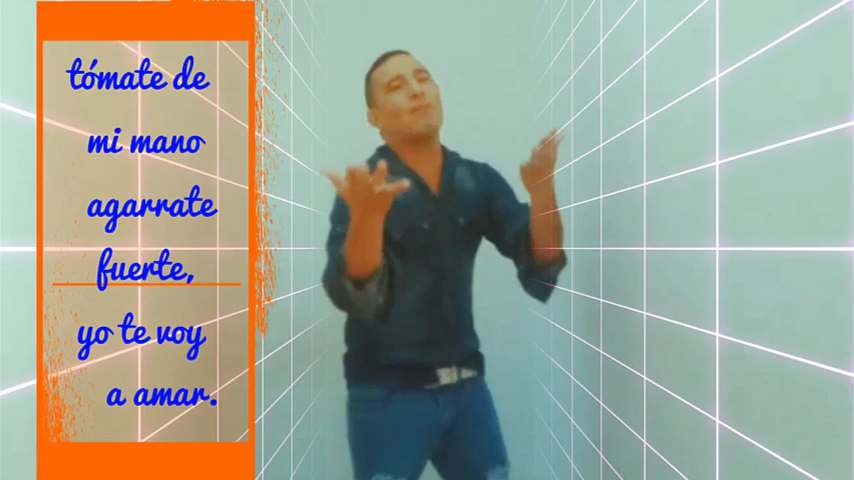 tómate de
mi mano
agarrate
fuerte,
yo te voy
a amar.